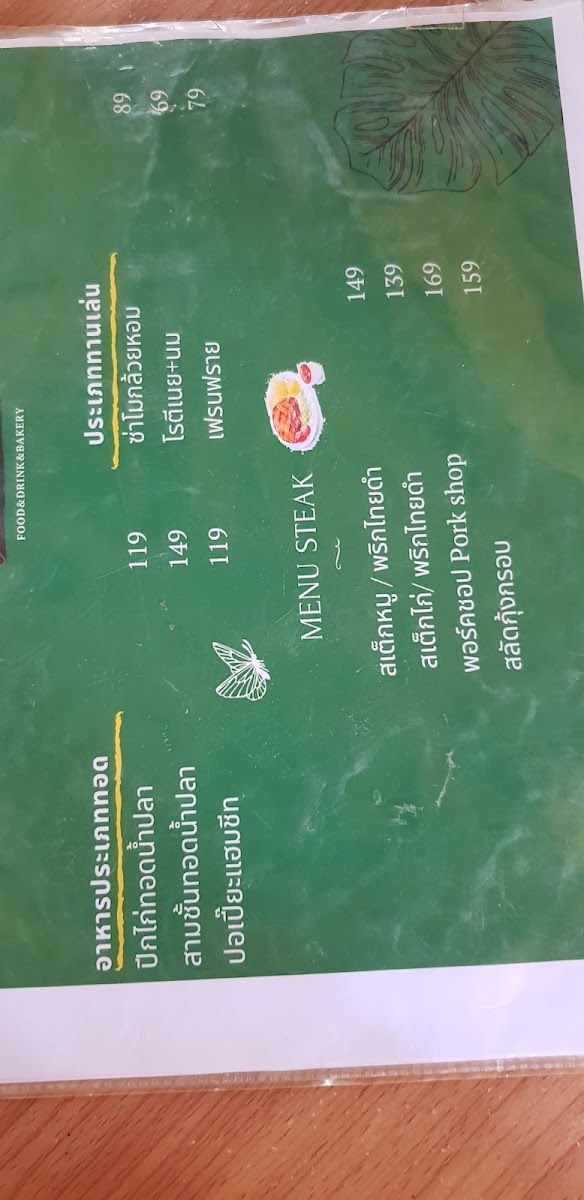 FOOD&DRINK&BAKERY
อาหารประเภททอด
ปีกไก่ทอดน้ำปลา 119
สามชั้นทอดน้ำปลา 149
ปอเปี๊ยะแฮมชีท 119
ประเภททานเล่น
ซ่าโมกล้วยหอม 89
โรตีเนย+นม 69
เฟรนฟราย 79
MENU STEAK
สเต็กหมู/ พริกไทยดำ 149
สเต็กไก่/ พริกไทยดำ 139
พอร์คชอป Pork shop 169
สลัดกุ้งกรอบ 159